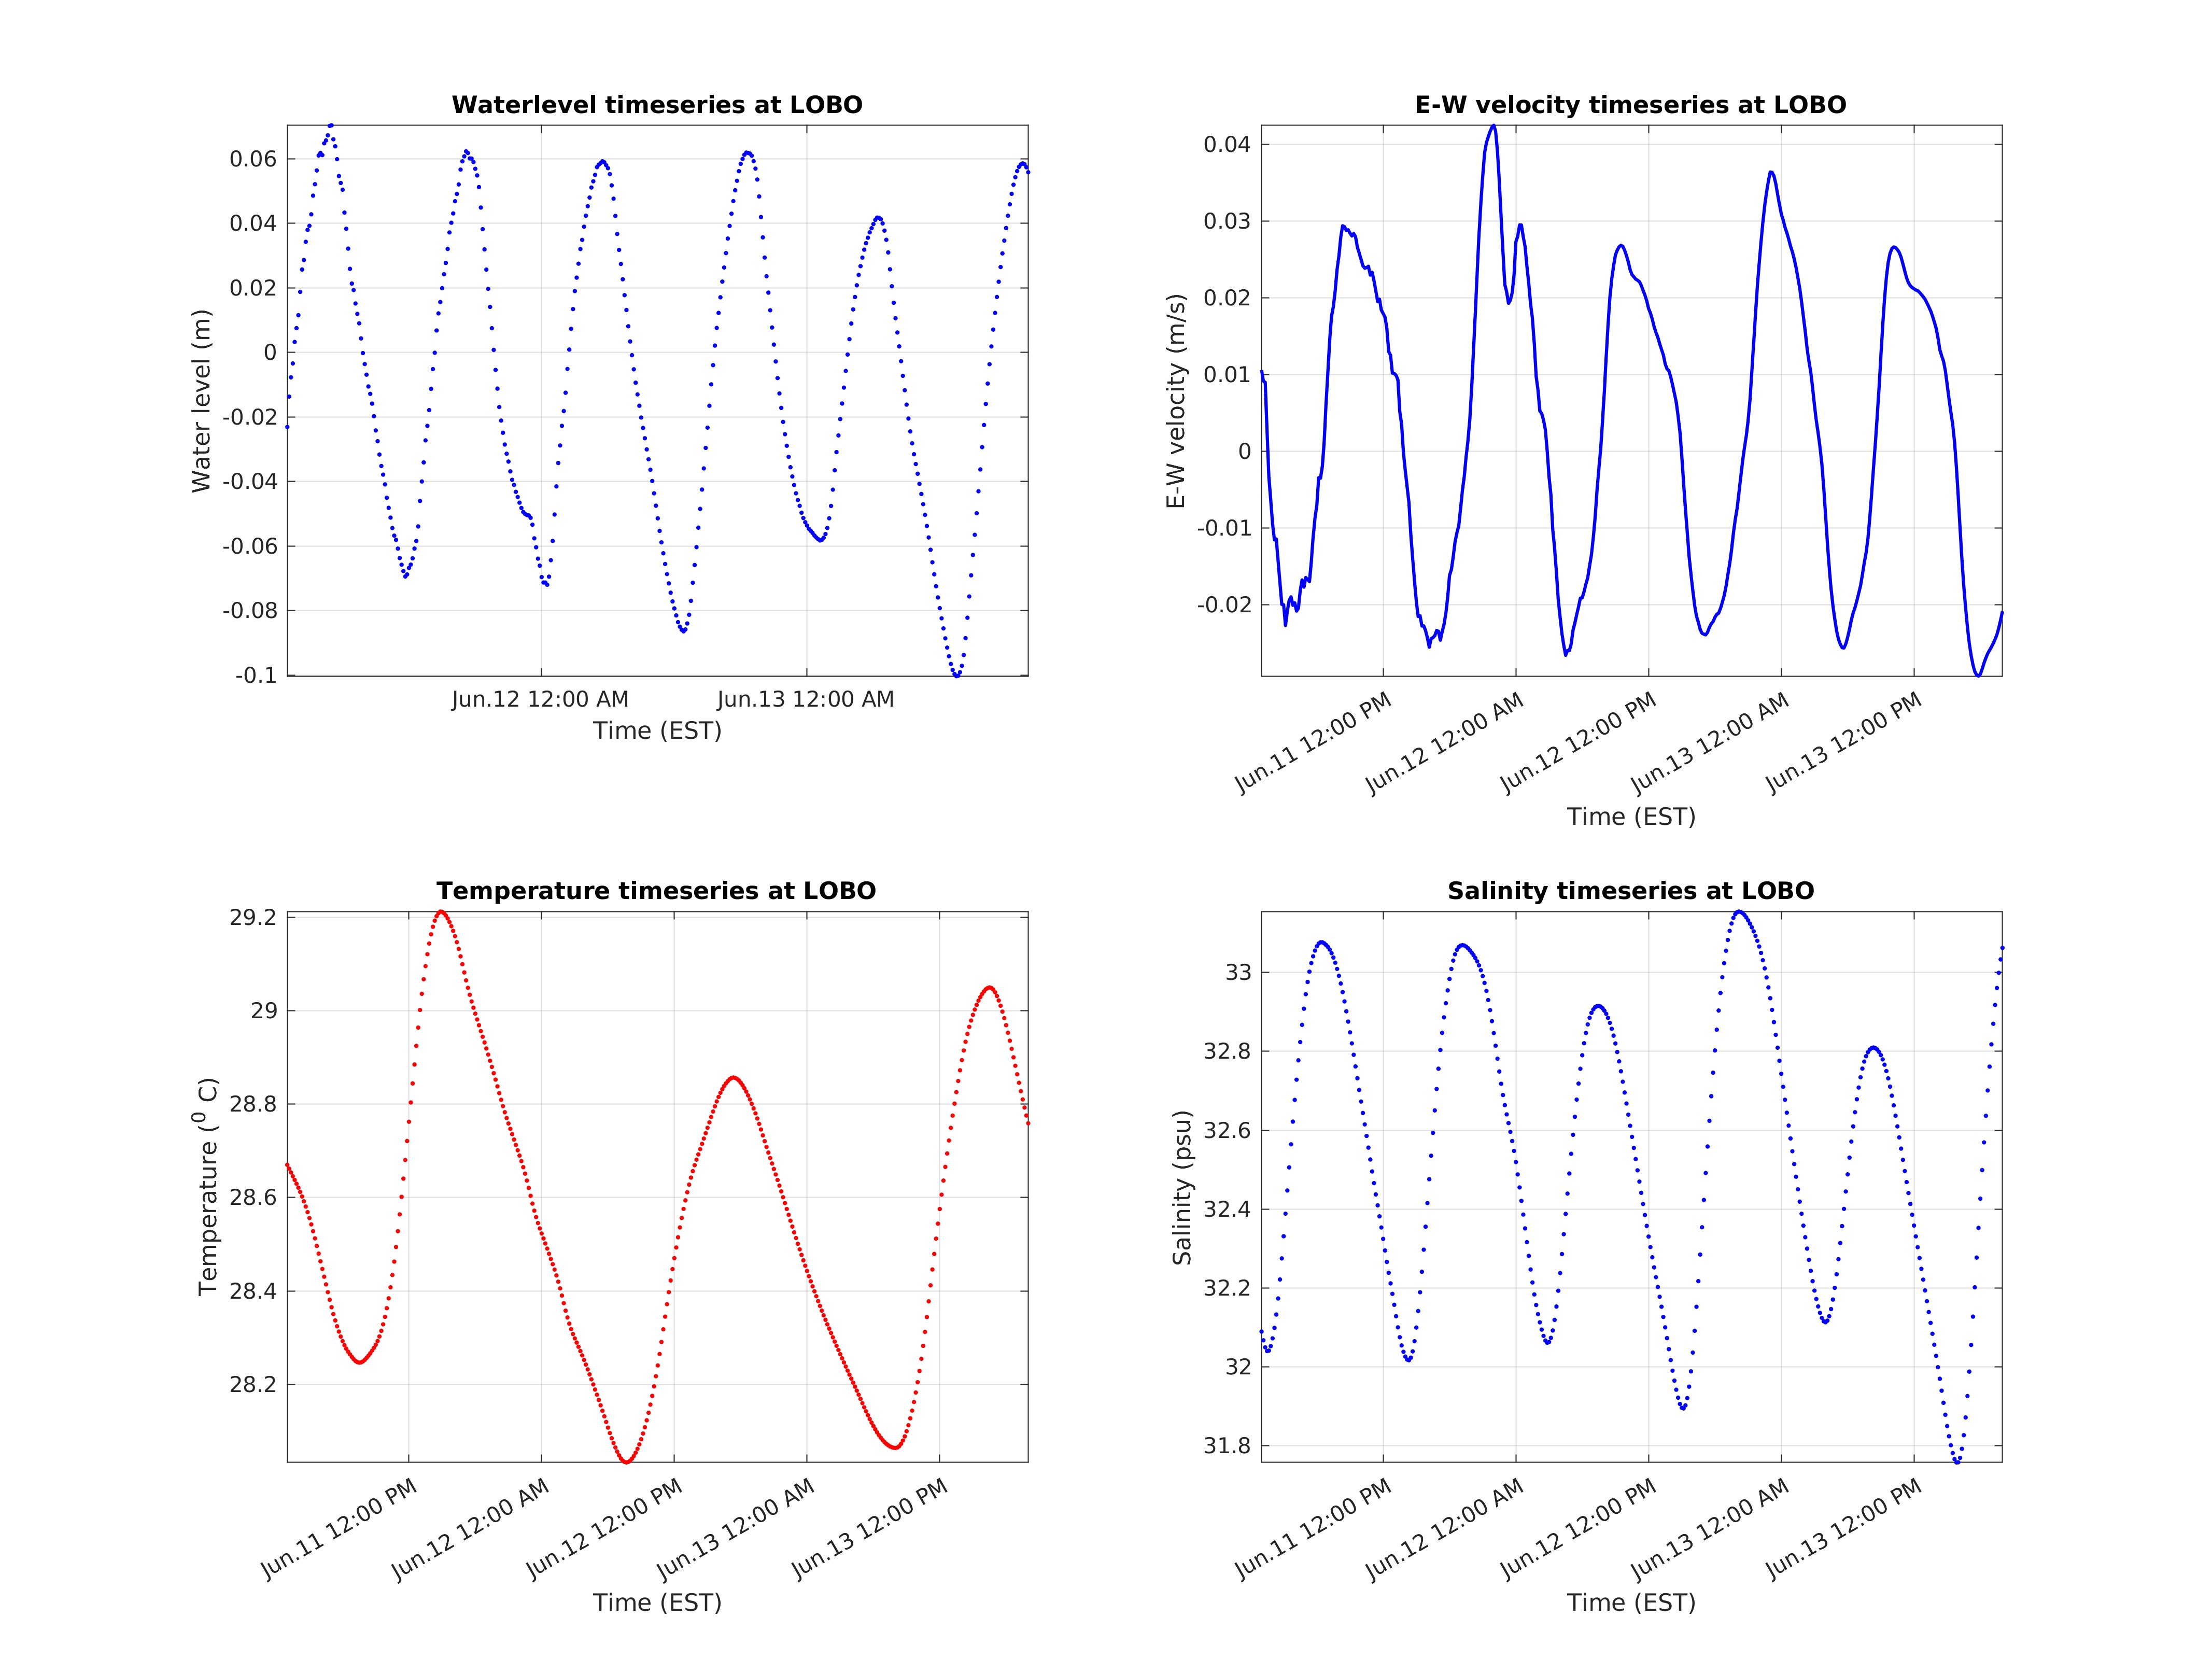 Waterlevel timeseries at LOBO
0.06
0.04
0.02
0
-0.02
-0.04
-0.06
-0.08
-0.1
Water level (m)
Jun.12 12:00 AM
Jun.13 12:00 AM
Time (EST)
E-W velocity timeseries at LOBO
0.04
0.03
0.02
0.01
0
-0.01
-0.02
E-W velocity (m/s)
Jun.11 12:00 PM
Jun.12 12:00 AM
Jun.12 12:00 PM
Jun.13 12:00 AM
Jun.13 12:00 PM
Time (EST)
Temperature timeseries at LOBO
29.2
29
28.8
28.6
28.4
28.2
Temperature (⁰ C)
Jun.11 12:00 PM
Jun.12 12:00 AM
Jun.12 12:00 PM
Jun.13 12:00 AM
Jun.13 12:00 PM
Time (EST)
Salinity timeseries at LOBO
33
32.8
32.6
32.4
32.2
32
31.8
Salinity (psu)
Jun.11 12:00 PM
Jun.12 12:00 AM
Jun.12 12:00 PM
Jun.13 12:00 AM
Jun.13 12:00 PM
Time (EST)